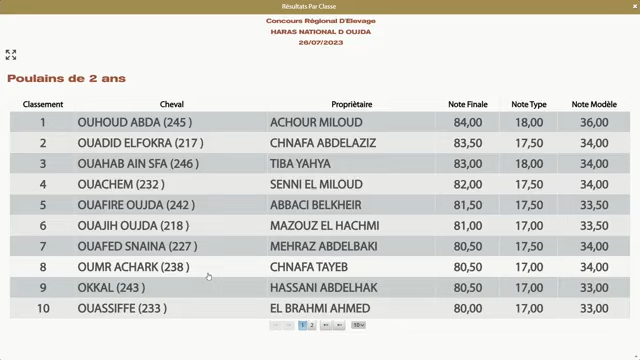 Résultats Par Classe
Concours Régional D'Elevage
HARAS NATIONAL D OUJDA
26/07/2023
Poulains de 2 ans
Classement Cheval Propriètaire Note Finale Note Type Note Modèle
1 OUHOUD ABDA (245 ) ACHOUR MILOUD 84,00 18,00 36,00
2 OUADID ELFOKRA (217 ) CHNAFA ABDELAZIZ 83,50 17,50 34,00
3 OUAHAB AIN SFA (246 ) TIBA YAHYA 83,00 18,00 34,00
4 OUACHEM (232 ) SENNI EL MILOUD 82,00 17,50 34,00
5 OUAFIRE OUJDA (242 ) ABBACI BELKHEIR 81,50 17,50 33,50
6 OUAJIH OUJDA (218 ) MAZOUZ EL HACHMI 81,00 17,00 33,50
7 OUAFED SNAINA (227 ) MEHRAZ ABDELBAKI 80,50 17,50 34,00
8 OUMR ACHARK (238 ) CHNAFA TAYEB 80,50 17,00 34,00
9 OKKAL (243 ) HASSANI ABDELHAK 80,50 17,00 33,00
10 OUASSIFFE (233 ) EL BRAHMI AHMED 80,00 17,00 33,00
1 2 10